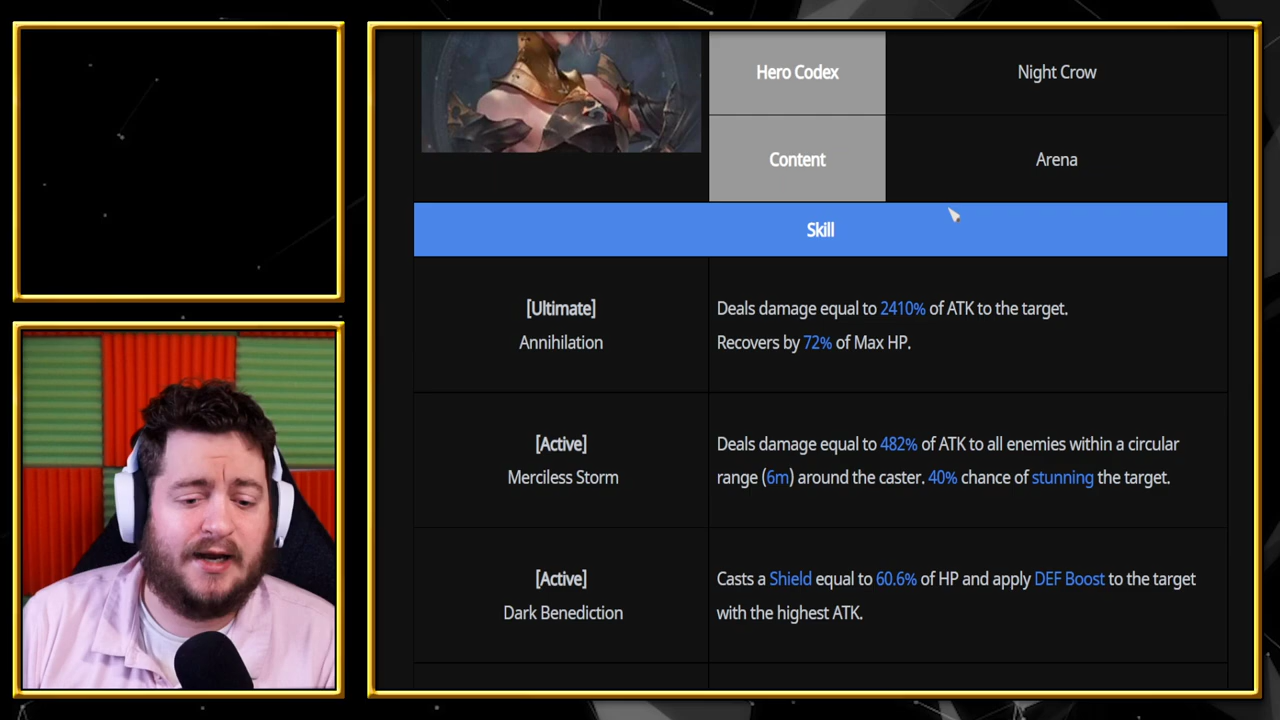 Hero Codex
Night Crow
Content
Arena
Skill
[Ultimate]
Annihilation
Deals damage equal to 2410% of ATK to the target.
Recovers by 72% of Max HP.
[Active]
Merciless Storm
Deals damage equal to 482% of ATK to all enemies within a circular
range (6m) around the caster. 40% chance of stunning the target.
[Active]
Dark Benediction
Casts a Shield equal to 60.6% of HP and apply DEF Boost to the target
with the highest ATK.